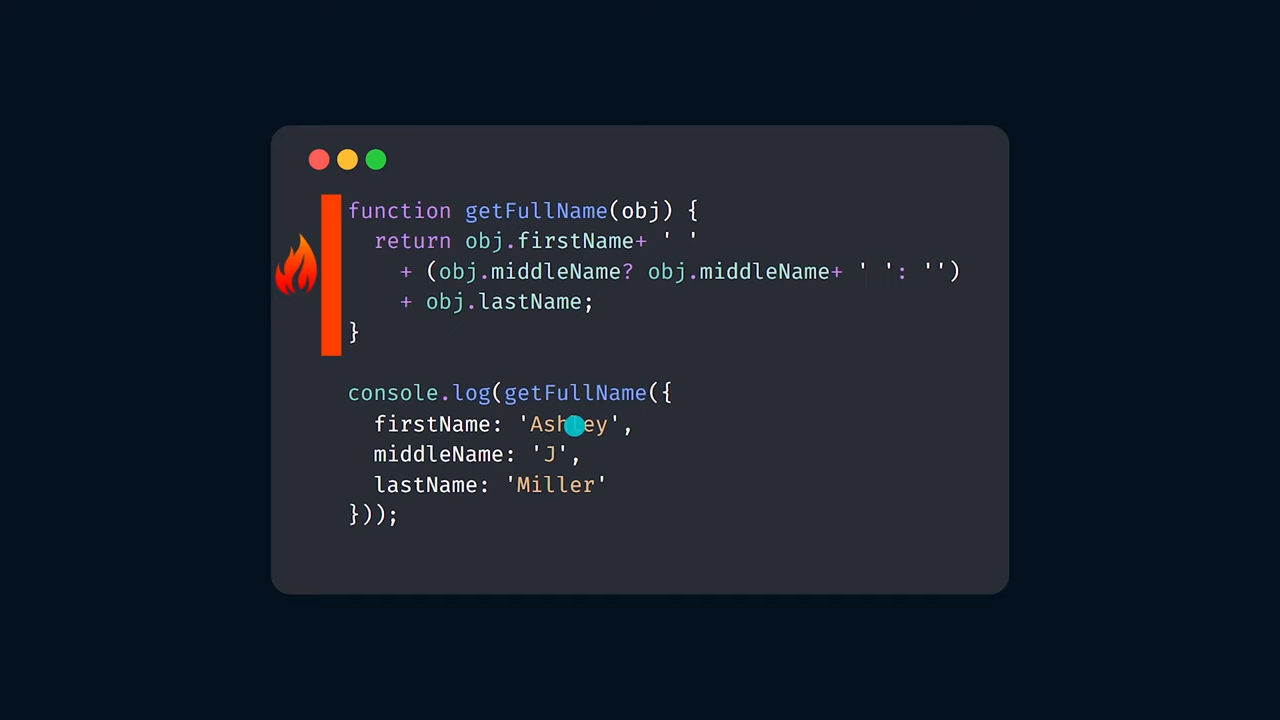 function getFullName(obj) {
  return obj.firstName+ ' '
    + (obj.middleName? obj.middleName+ ' ': '')
    + obj.lastName;
}
console.log(getFullName({
  firstName: 'Ashley',
  middleName: 'J',
  lastName: 'Miller'
}));